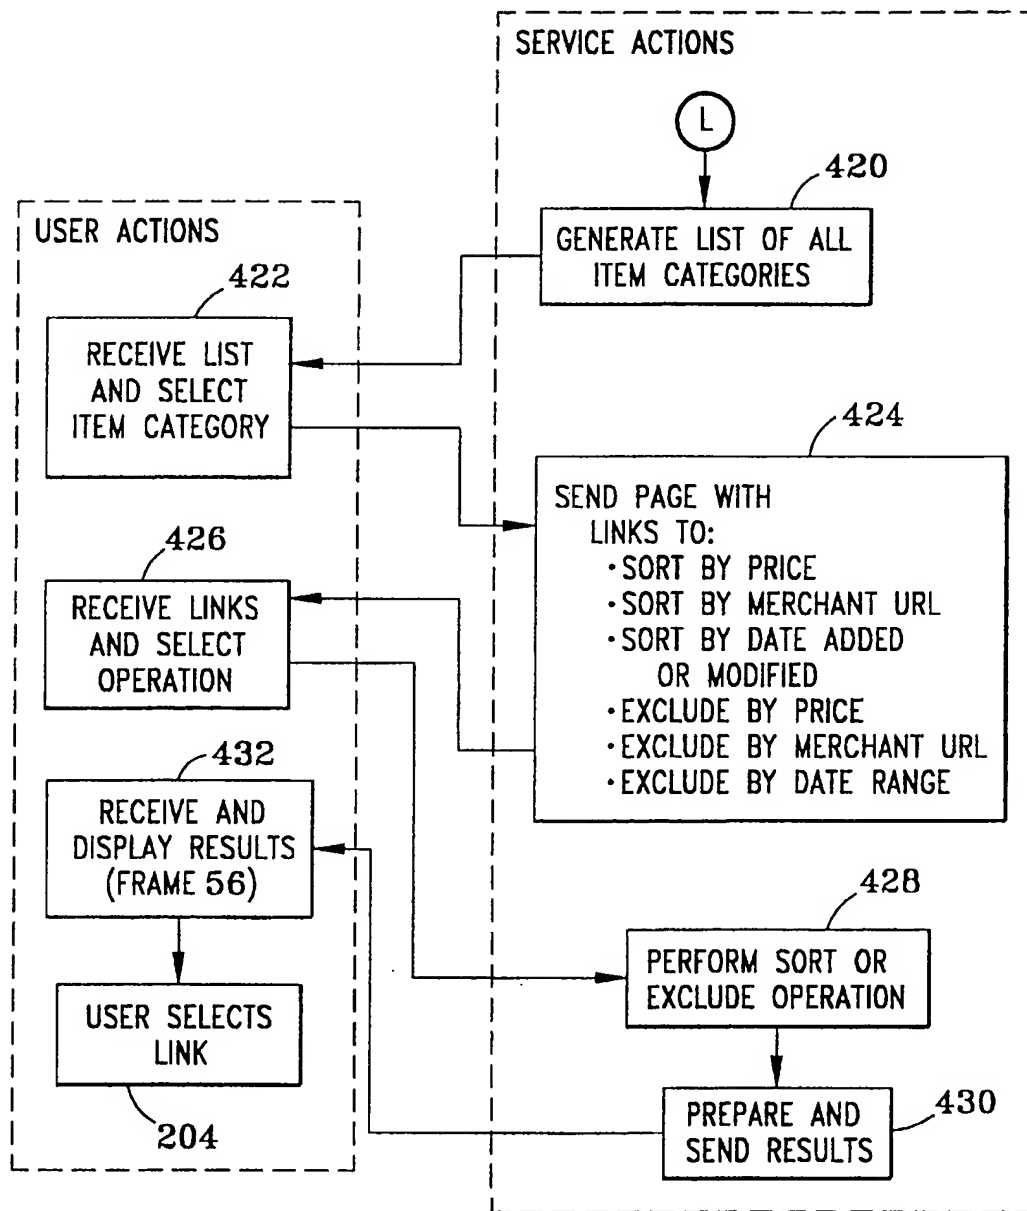 SERVICE ACTIONS
L
420
GENERATE LIST OF ALL
ITEM CATEGORIES
USER ACTIONS
422
RECEIVE LIST
AND SELECT
ITEM CATEGORY
424
SEND PAGE WITH
LINKS TO:
·SORT BY PRICE
·SORT BY MERCHANT URL
·SORT BY DATE ADDED
OR MODIFIED
·EXCLUDE BY PRICE
·EXCLUDE BY MERCHANT URL
·EXCLUDE BY DATE RANGE
426
RECEIVE LINKS
AND SELECT
OPERATION
432
RECEIVE AND
DISPLAY RESULTS
(FRAME 56)
428
PERFORM SORT OR
EXCLUDE OPERATION
USER SELECTS
LINK
204
430
PREPARE AND
SEND RESULTS